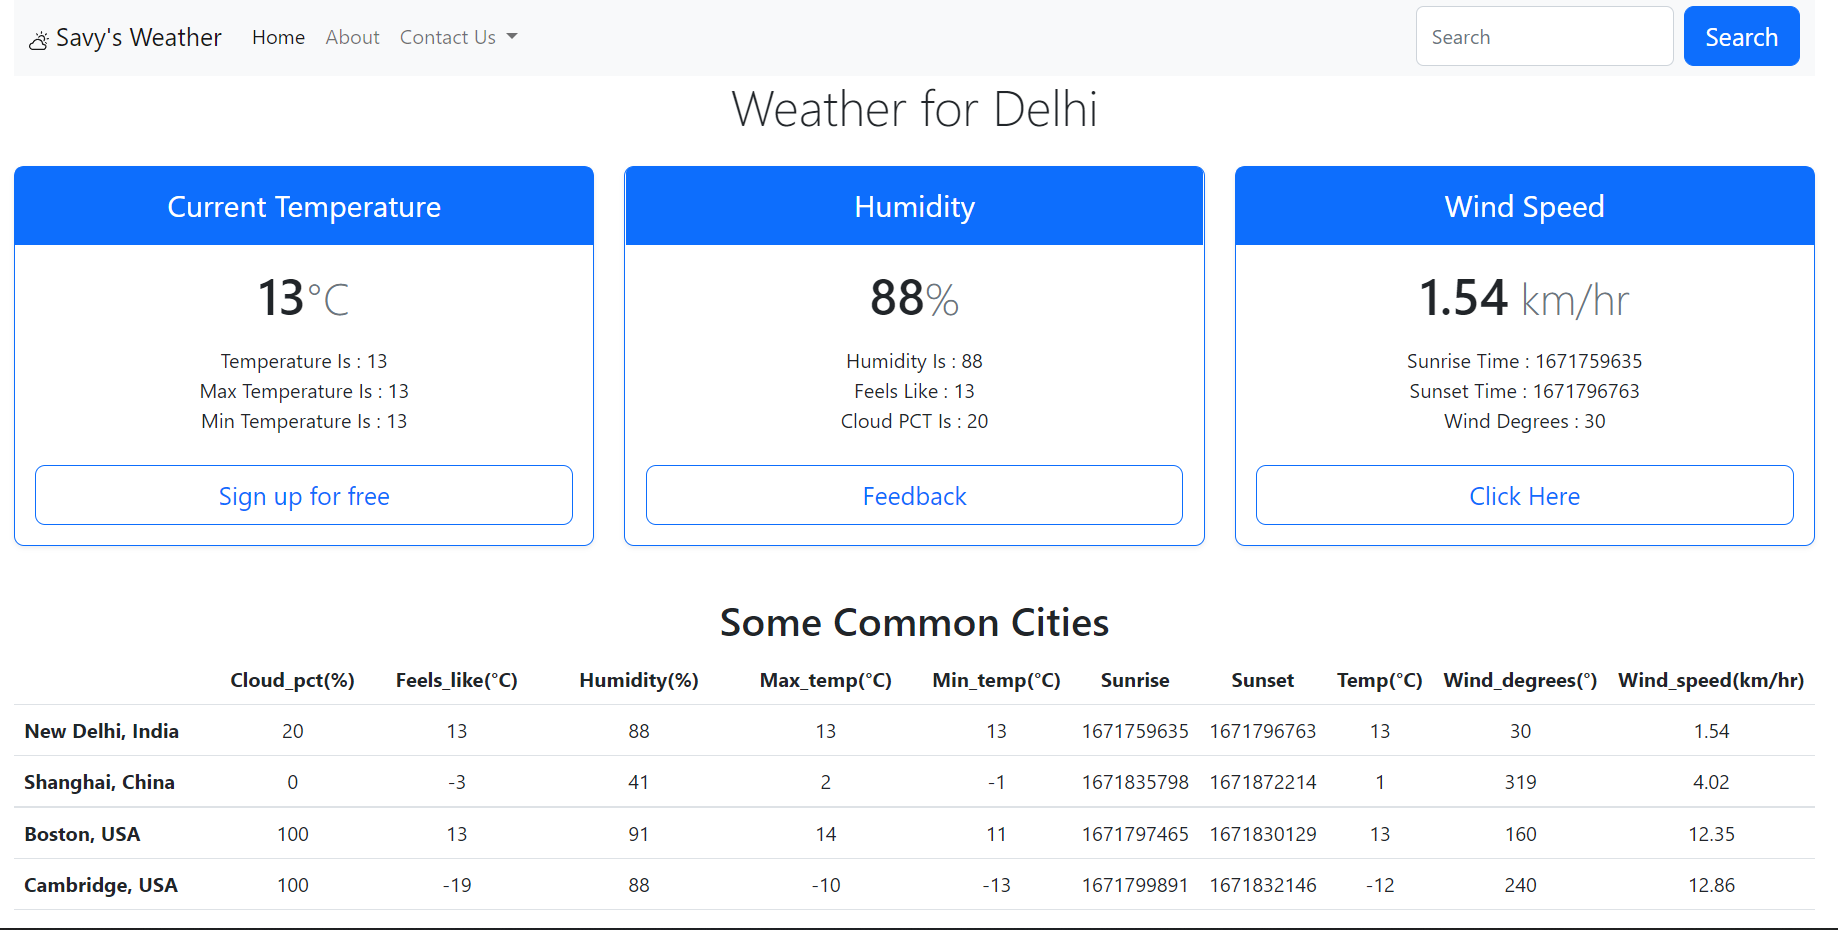 Savy's Weather Home About Contact Us Search Search
Weather for Delhi
Current Temperature
13°C
Temperature Is : 13
Max Temperature Is : 13
Min Temperature Is : 13
Sign up for free
Humidity
88%
Humidity Is : 88
Feels Like : 13
Cloud PCT Is : 20
Feedback
Wind Speed
1.54 km/hr
Sunrise Time : 1671759635
Sunset Time : 1671796763
Wind Degrees : 30
Click Here
Some Common Cities
Cloud_pct(%) Feels_like(°C) Humidity(%) Max_temp(°C) Min_temp(°C) Sunrise Sunset Temp(°C) Wind_degrees(°) Wind_speed(km/hr)
New Delhi, India 20 13 88 13 13 1671759635 1671796763 13 30 1.54
Shanghai, China 0 -3 41 2 -1 1671835798 1671872214 1 319 4.02
Boston, USA 100 13 91 14 11 1671797465 1671830129 13 160 12.35
Cambridge, USA 100 -19 88 -10 -13 1671799891 1671832146 -12 240 12.86